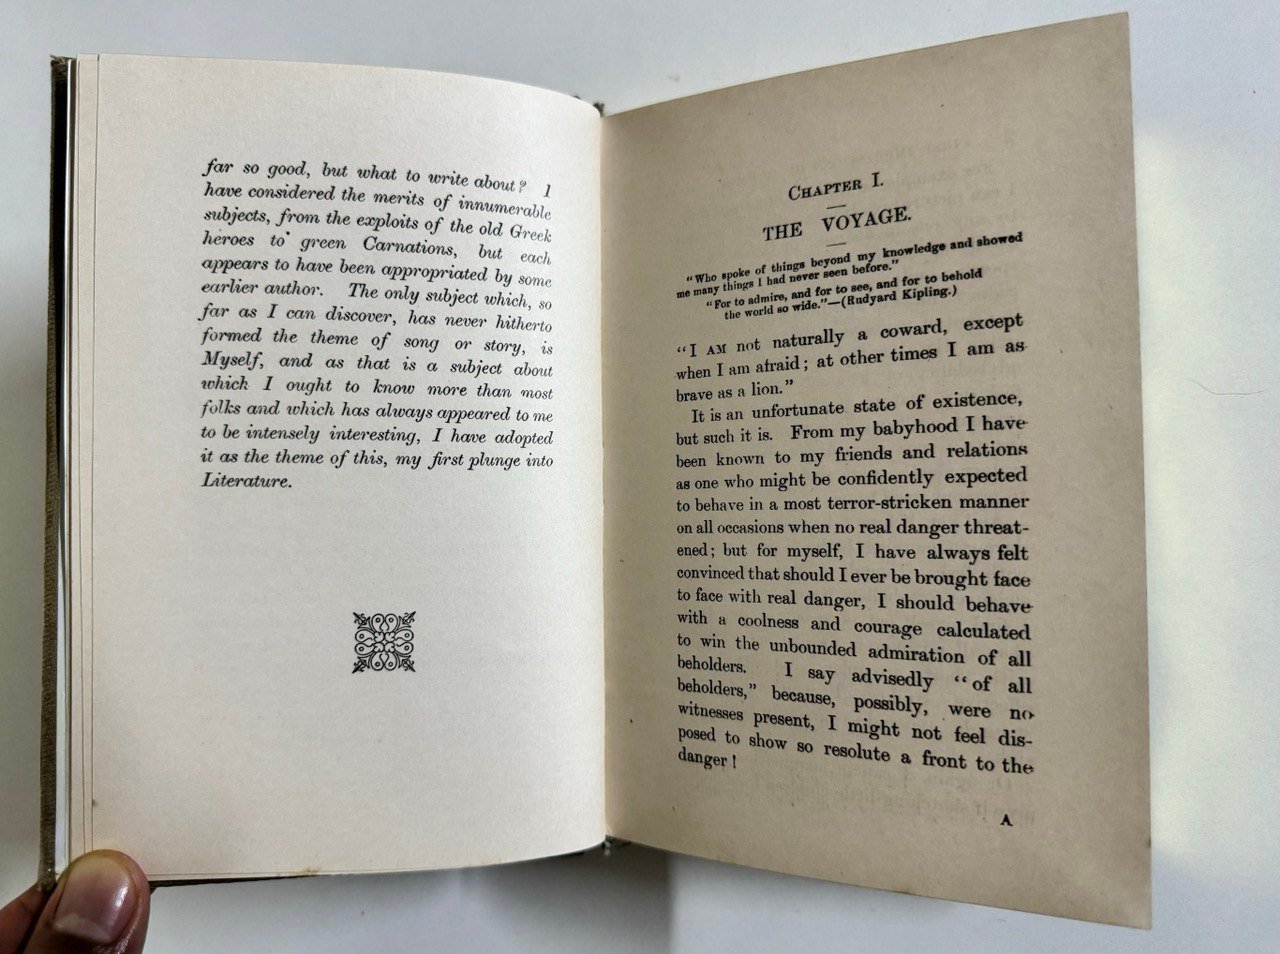 far so good, but what to write about? I
have considered the merits of innumerable
subjects, from the exploits of the old Greek
heroes to green Carnations, but each
appears to have been appropriated by some
earlier author. The only subject which, so
far as I can discover, has never hitherto
formed the theme of song or story, is
Myself, and as that is a subject about
which I ought to know more than most
folks and which has always appeared to me
to be intensely interesting, I have adopted
it as the theme of this, my first plunge into
Literature.
CHAPTER I.
THE VOYAGE.
"Who spoke of things beyond my knowledge and showed
me many things I had never seen before."
"For to admire, and for to see, and for to behold
the world so wide."—(Rudyard Kipling.)
"I AM not naturally a coward, except
when I am afraid; at other times I am as
brave as a lion."
It is an unfortunate state of existence,
but such it is. From my babyhood I have
been known to my friends and relations
as one who might be confidently expected
to behave in a most terror-stricken manner
on all occasions when no real danger threat-
ened; but for myself, I have always felt
convinced that should I ever be brought face
to face with real danger, I should behave
with a coolness and courage calculated
to win the unbounded admiration of all
beholders. I say advisedly "of all
beholders," because, possibly, were no
witnesses present, I might not feel dis-
posed to show so resolute a front to the
danger!
A